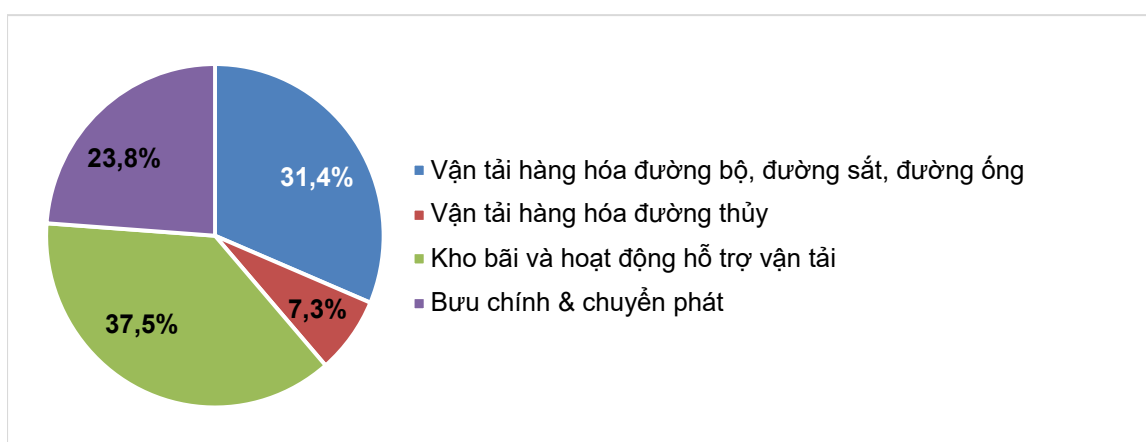 23,8%
31,4%
7,3%
37,5%
Vận tải hàng hóa đường bộ, đường sắt, đường ống
Vận tải hàng hóa đường thủy
Kho bãi và hoạt động hỗ trợ vận tải
Bưu chính & chuyển phát